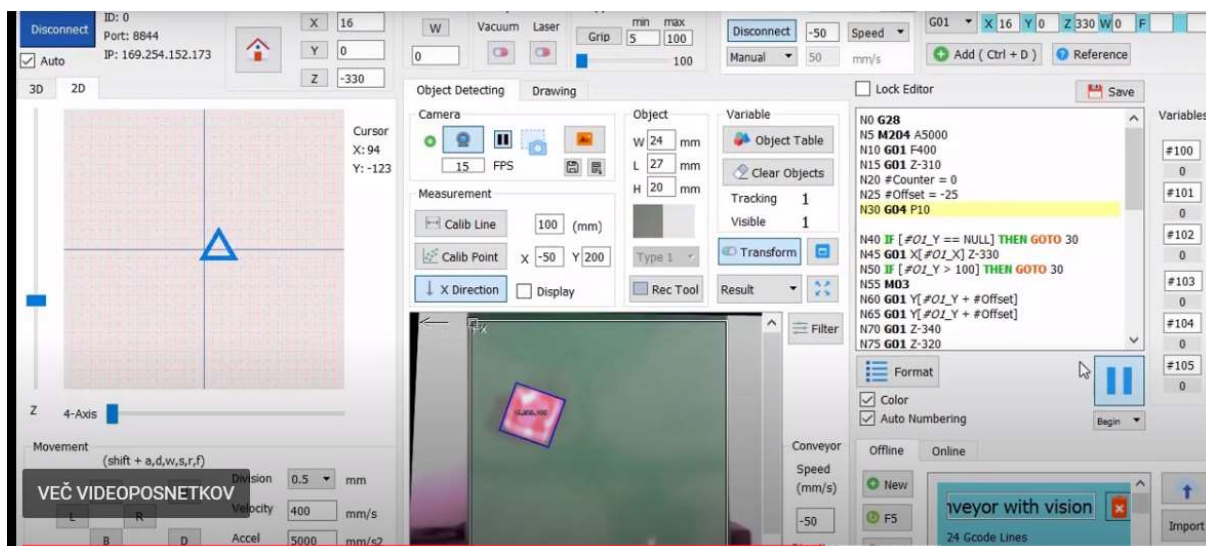 Disconnect
ID: 0
Port: 8844
IP: 169.254.152.173
Auto
X 16
Y 0
Z -330
W
0
Vacuum Laser
Grip
min max
5 100
100
Disconnect -50 Speed
Manual 50 mm/s
G01 X 16 Y 0 Z 330 W 0 F
Add ( Ctrl + D ) Reference
3D 2D
Cursor
X: 94
Y: -123
Z
4-Axis
Movement
(shift + a,d,w,s,r,f)
L R
B D
Division 0.5 mm
Velocity 400 mm/s
Accel 5000 mm/s2
VEČ VIDEOPOSNETKOV
Object Detecting Drawing
Camera
15 FPS
Measurement
Calib Line 100 (mm)
Calib Point X -50 Y 200
X Direction Display
Object
W 24 mm
L 27 mm
H 20 mm
Type 1
Rec Tool
Variable
Object Table
Clear Objects
Tracking 1
Visible 1
Transform
Result
X
Filter
Conveyor
Speed
(mm/s)
-50
Lock Editor Save
N0 G28
N5 M204 A5000
N10 G01 F400
N15 G01 Z-310
N20 #Counter = 0
N25 #Offset = -25
N30 G04 P10
N40 IF [#O1_Y == NULL] THEN GOTO 30
N45 G01 X[#O1_X] Z-330
N50 IF [#O1_Y > 100] THEN GOTO 30
N55 M03
N60 G01 Y[#O1_Y + #Offset]
N65 G01 Y[#O1_Y + #Offset]
N70 G01 Z-340
N75 G01 Z-320
Format
Color
Auto Numbering
Begin
Offline Online
New
F5
nveyor with vision
24 Gcode Lines
Import
Variables
#100
0
#101
0
#102
0
#103
0
#104
0
#105
0